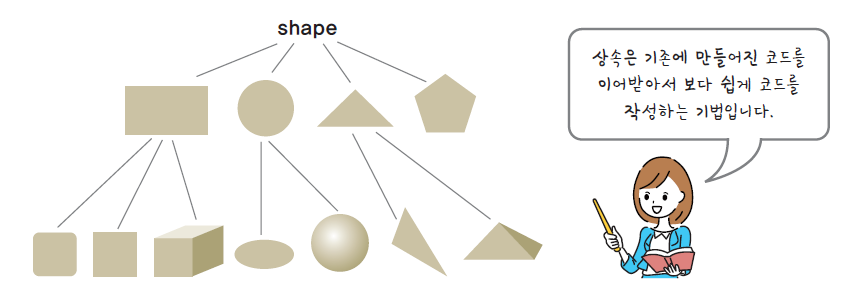 shape
상속은 기존에 만들어진 코드를
이어받아서 보다 쉽게 코드를
작성하는 기법입니다.